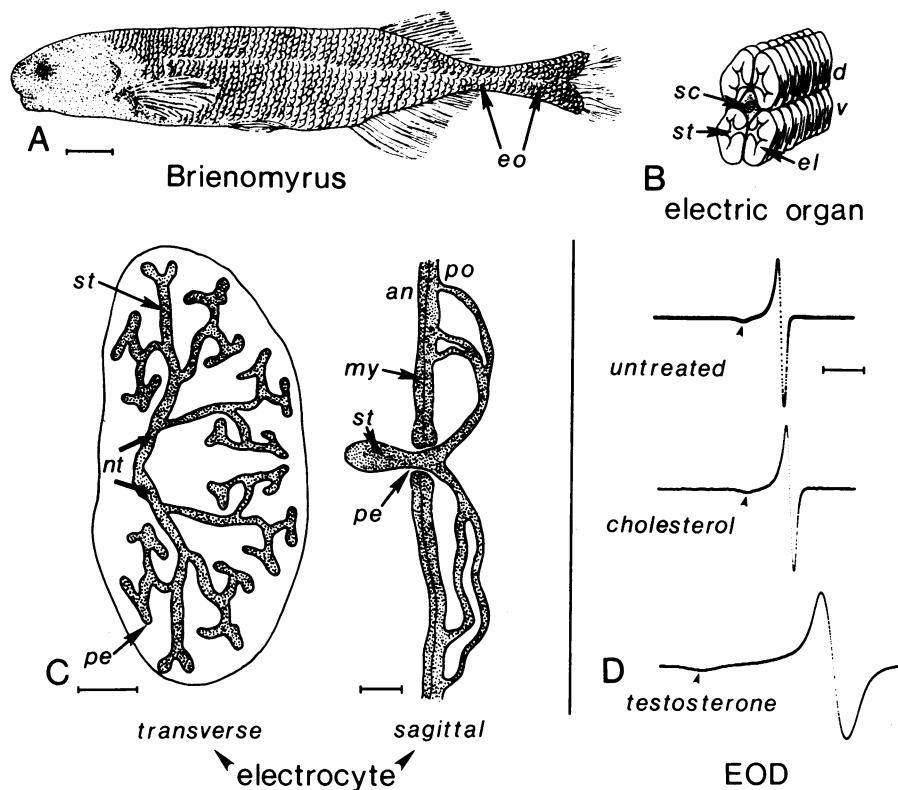 A
eo
Brienomyrus
B
sc
st
d
v
el
electric organ
C
st
nt
pe
transverse
an
po
my
st
pe
sagittal
electrocyte
D
untreated
cholesterol
testosterone
EOD